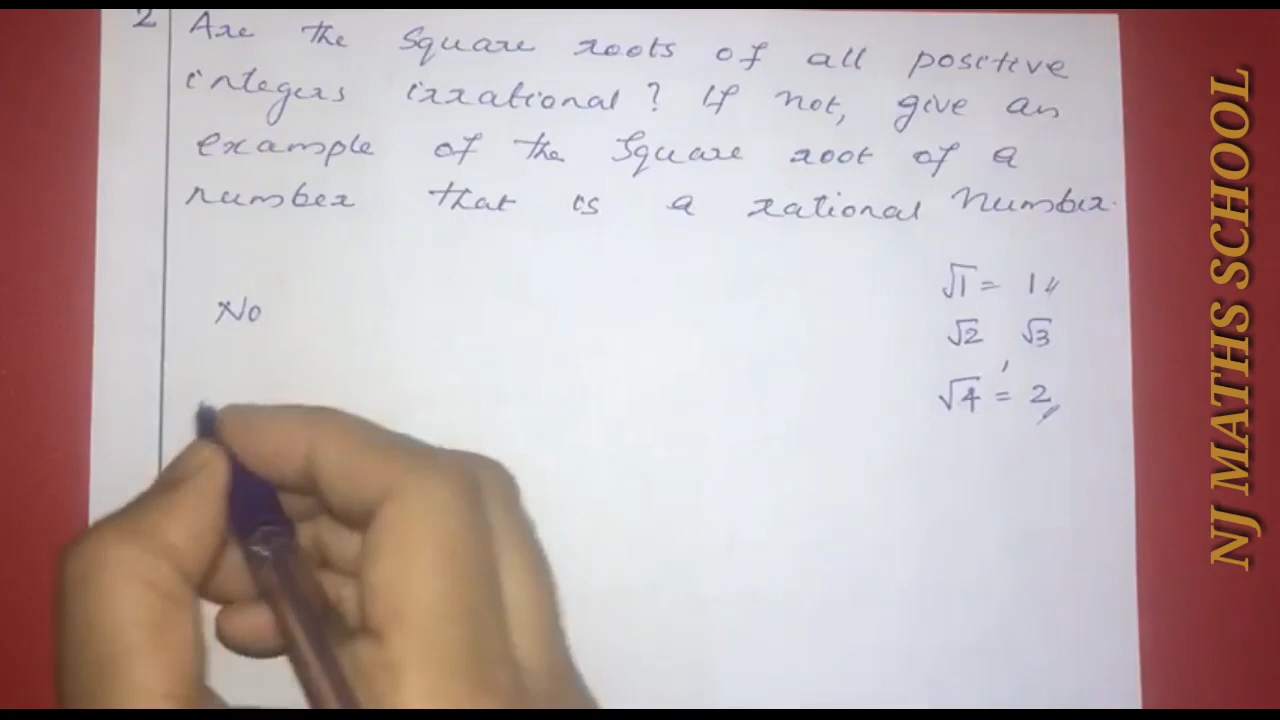 2 Are the Square roots of all positive
integers irrational? If not, give an
example of the Square root of a
number that is a rational Number.
√1 = 1
No
√2 , √3
√4 = 2
NJ MATHS SCHOOL